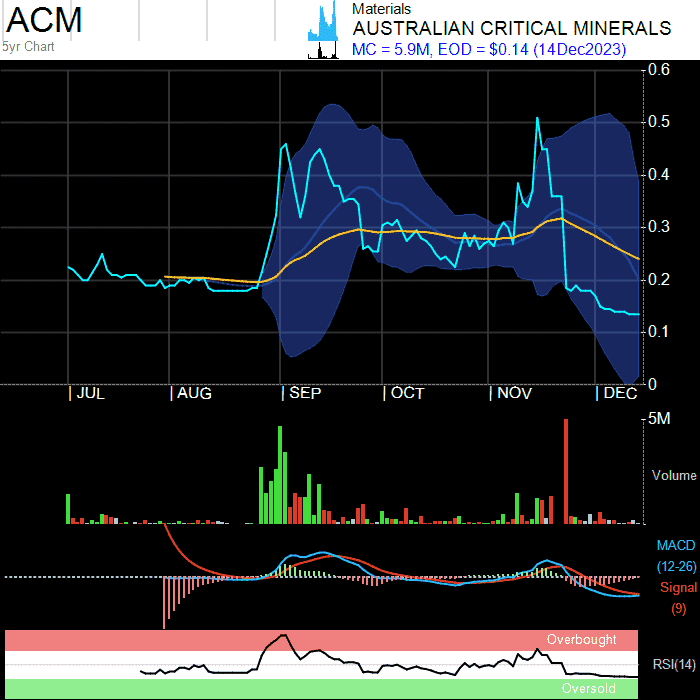 ACM
5yr Chart
Materials
AUSTRALIAN CRITICAL MINERALS
MC = 5.9M, EOD = $0.14 (14Dec2023)
0.6
0.5
0.4
0.3
0.2
0.1
0
JUL
AUG
SEP
OCT
NOV
DEC
5M
Volume
MACD
(12-26)
Signal
(9)
Overbought
RSI(14)
Oversold